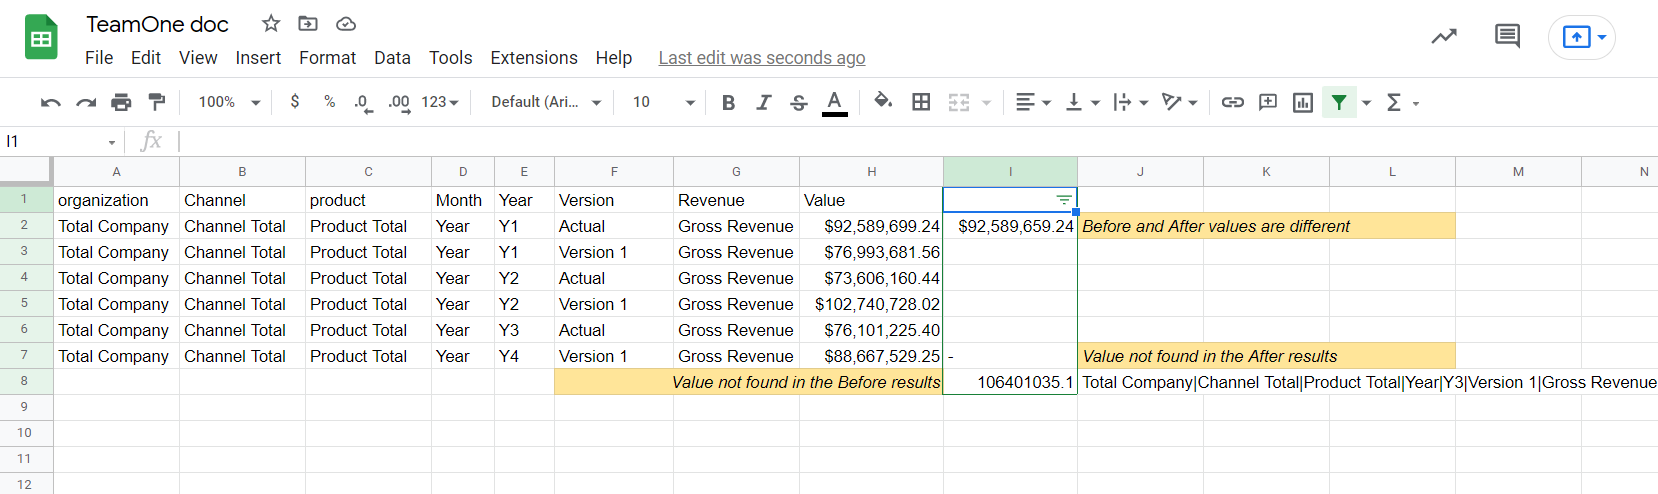 TeamOne doc
File Edit View Insert Format Data Tools Extensions Help Last edit was seconds ago
100% $ % .0 .00 123 Default (Ari... 10 B I S A Σ
I1 fx
A B C D E F G H I J K L M N
1 organization Channel product Month Year Version Revenue Value
2 Total Company Channel Total Product Total Year Y1 Actual Gross Revenue $92,589,699.24 $92,589,659.24 Before and After values are different
3 Total Company Channel Total Product Total Year Y1 Version 1 Gross Revenue $76,993,681.56
4 Total Company Channel Total Product Total Year Y2 Actual Gross Revenue $73,606,160.44
5 Total Company Channel Total Product Total Year Y2 Version 1 Gross Revenue $102,740,728.02
6 Total Company Channel Total Product Total Year Y3 Actual Gross Revenue $76,101,225.40
7 Total Company Channel Total Product Total Year Y4 Version 1 Gross Revenue $88,667,529.25 - Value not found in the After results
8 Value not found in the Before results 106401035.1 Total Company|Channel Total|Product Total|Year|Y3|Version 1|Gross Revenue
9
10
11
12